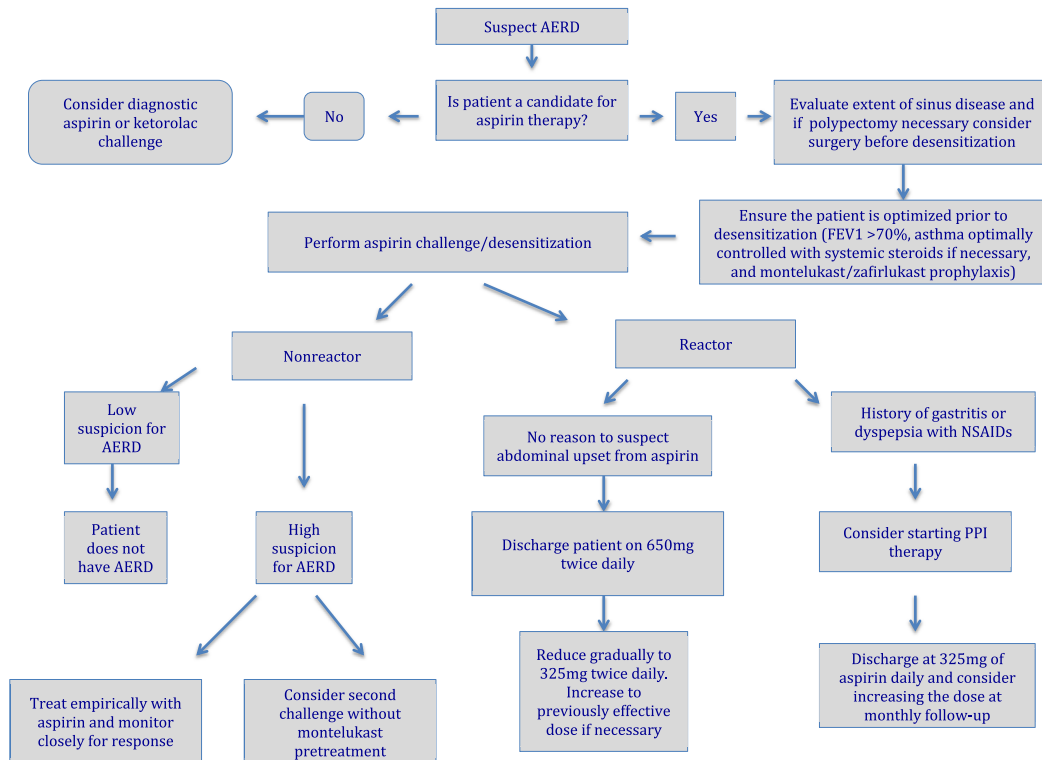 Suspect AERD
Consider diagnostic
aspirin or ketorolac
challenge
No
Is patient a candidate for
aspirin therapy?
Yes
Evaluate extent of sinus disease and
if polypectomy necessary consider
surgery before desensitization
Perform aspirin challenge/desensitization
Ensure the patient is optimized prior to
desensitization (FEV1 >70%, asthma optimally
controlled with systemic steroids if necessary,
and montelukast/zafirlukast prophylaxis)
Nonreactor
Reactor
Low
suspicion for
AERD
No reason to suspect
abdominal upset from aspirin
History of gastritis or
dyspepsia with NSAIDs
Patient
does not
have AERD
High
suspicion
for AERD
Discharge patient on 650mg
twice daily
Consider starting PPI
therapy
Treat empirically with
aspirin and monitor
closely for response
Consider second
challenge without
montelukast
pretreatment
Reduce gradually to
325mg twice daily.
Increase to
previously effective
dose if necessary
Discharge at 325mg of
aspirin daily and consider
increasing the dose at
monthly follow-up